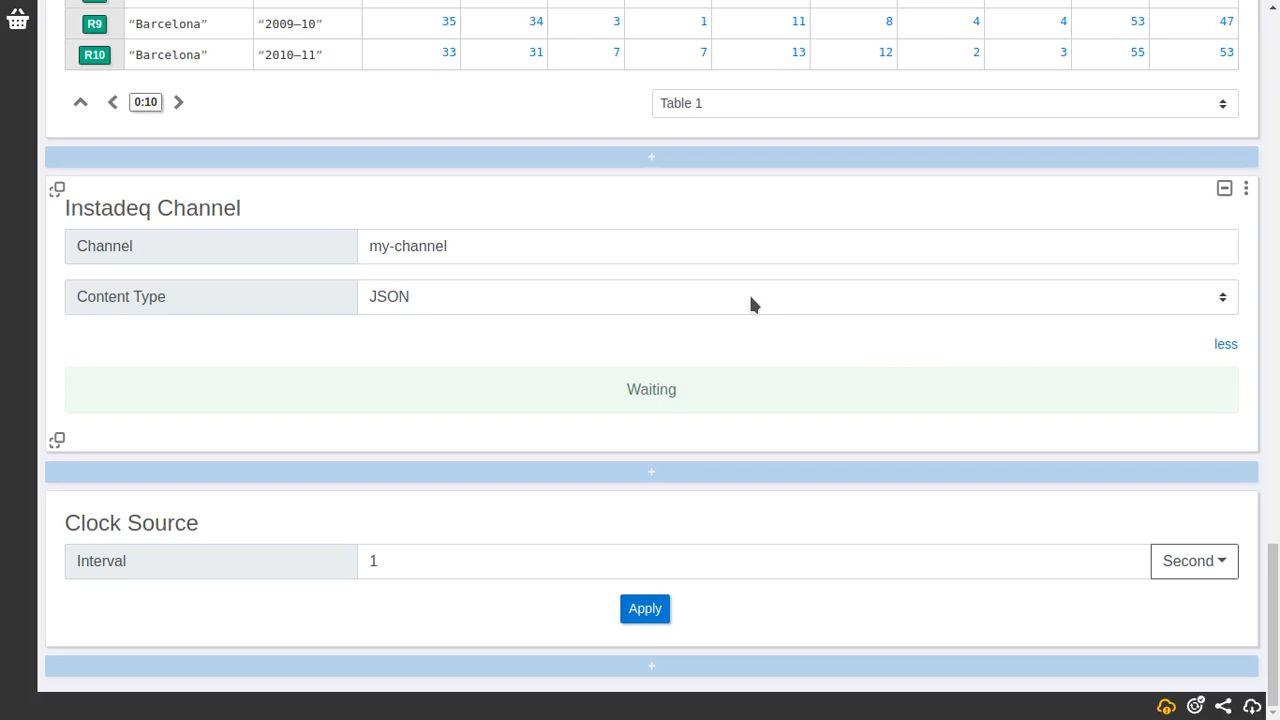 R9 “Barcelona” “2009–10” 35 34 3 1 11 8 4 4 53 47
R10 “Barcelona” “2010–11” 33 31 7 7 13 12 2 3 55 53
0:10 Table 1
+
Instadeq Channel
Channel my-channel
Content Type JSON
less
Waiting
+
Clock Source
Interval 1 Second
Apply
+